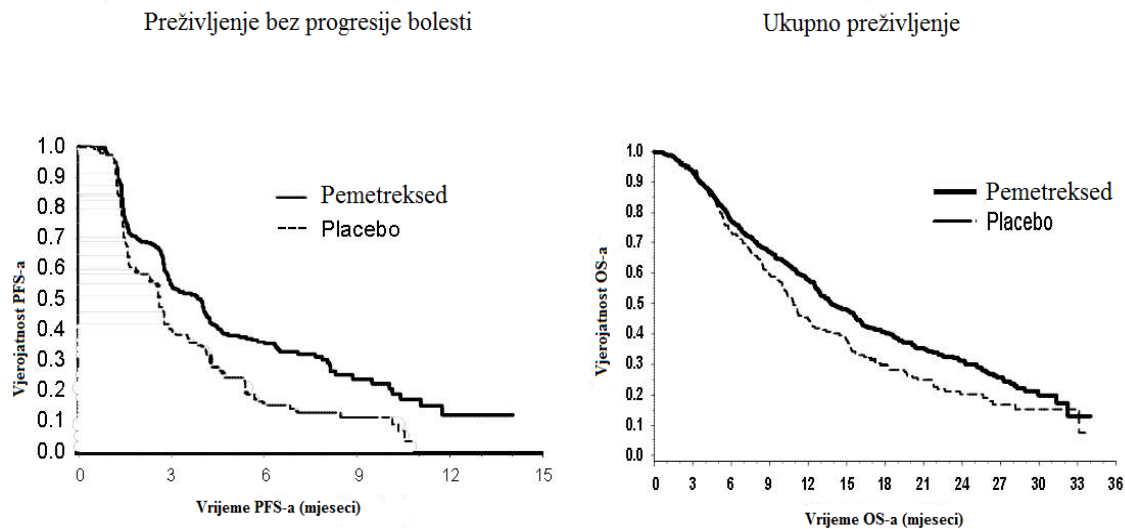 Preživljenje bez progresije bolesti
Vjerojatnost PFS-a
1.0
0.9
0.8
0.7
0.6
0.5
0.4
0.3
0.2
0.1
0.0
Pemetreksed
Placebo
0 3 6 9 12 15
Vrijeme PFS-a (mjeseci)
Ukupno preživljenje
Vjerojatnost OS-a
1.0
0.9
0.8
0.7
0.6
0.5
0.4
0.3
0.2
0.1
0.0
Pemetreksed
Placebo
0 3 6 9 12 15 18 21 24 27 30 33 36
Vrijeme OS-a (mjeseci)